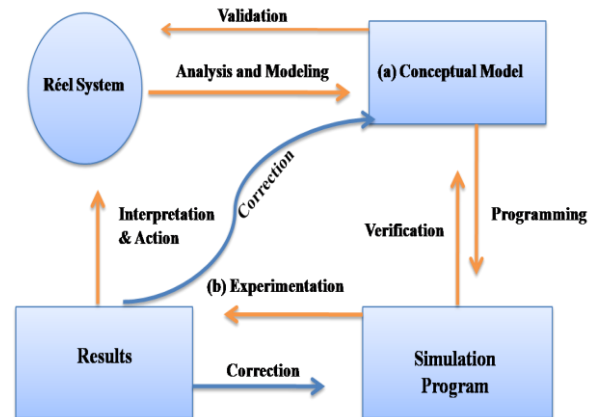 Validation
Réel System
Analysis and Modeling
(a) Conceptual Model
Correction
Interpretation
& Action
Verification
Programming
(b) Experimentation
Results
Correction
Simulation
Program